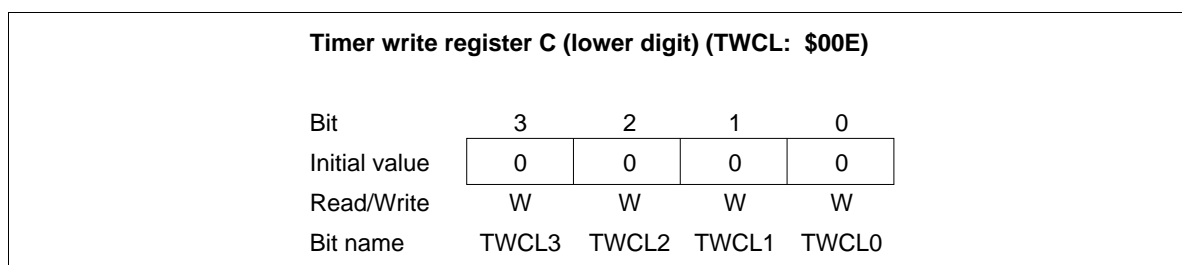 Timer write register C (lower digit) (TWCL: $00E)
Bit 3 2 1 0
Initial value 0 0 0 0
Read/Write W W W W
Bit name TWCL3 TWCL2 TWCL1 TWCL0